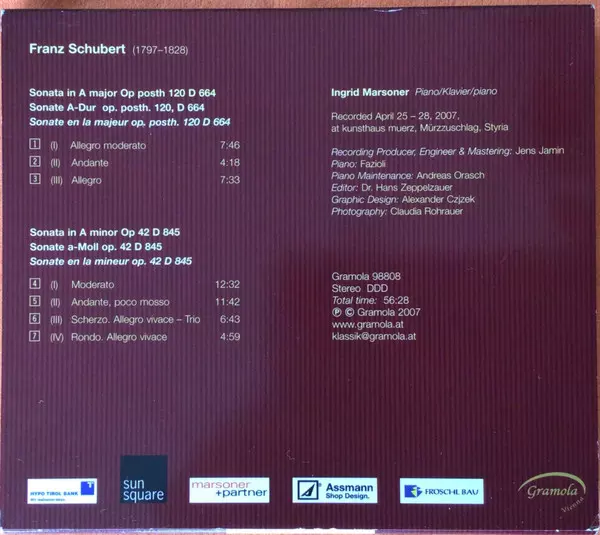 Franz Schubert (1797–1828)
Sonata in A major Op posth 120 D 664
Sonate A-Dur op. posth. 120, D 664
Sonate en la majeur op. posth. 120 D 664
1 (I) Allegro moderato 7:46
2 (II) Andante 4:18
3 (III) Allegro 7:33
Sonata in A minor Op 42 D 845
Sonate a-Moll op. 42 D 845
Sonate en la mineur op. 42 D 845
4 (I) Moderato 12:32
5 (II) Andante, poco mosso 11:42
6 (III) Scherzo. Allegro vivace – Trio 6:43
7 (IV) Rondo. Allegro vivace 4:59
Ingrid Marsoner Piano/Klavier/piano
Recorded April 25 – 28, 2007,
at kunsthaus muerz, Mürzzuschlag, Styria
Recording Producer, Engineer & Mastering: Jens Jamin
Piano: Fazioli
Piano Maintenance: Andreas Orasch
Editor: Dr. Hans Zeppelzauer
Graphic Design: Alexander Czjzek
Photography: Claudia Rohrauer
Gramola 98808
Stereo DDD
Total time: 56:28
℗ © Gramola 2007
www.gramola.at
klassik@gramola.at
HYPO TIROL BANK
sun
square
marsoner
+partner
Assmann
Shop Design.
FRÖSCHL BAU
Gramola
Vienna